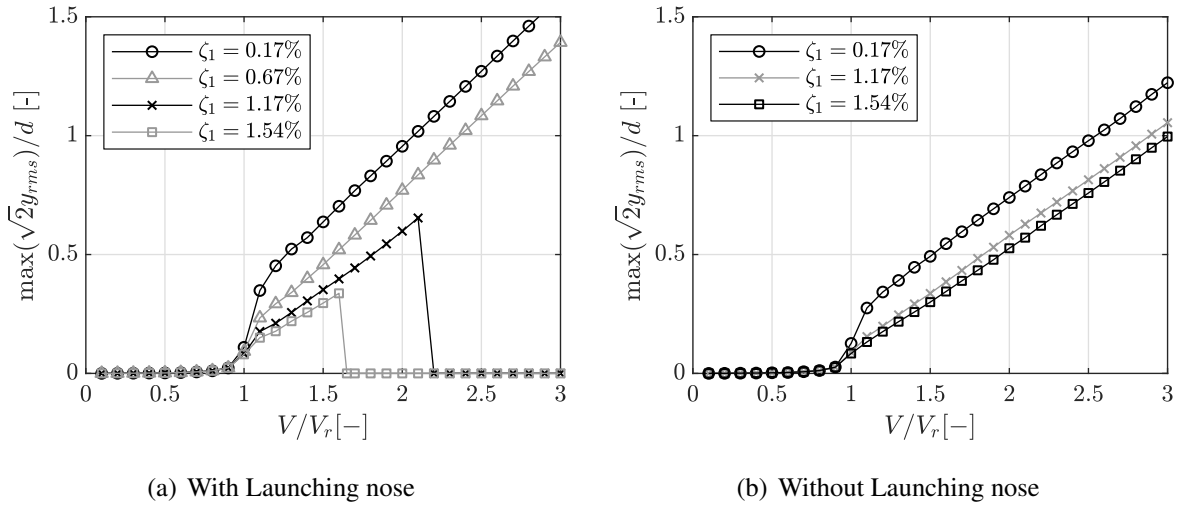 1.5
1
0.5
0
max(√2y_rms)/d [-]
ζ₁ = 0.17%
ζ₁ = 0.67%
ζ₁ = 1.17%
ζ₁ = 1.54%
0 0.5 1 1.5 2 2.5 3
V/V_r[−]
(a) With Launching nose
1.5
1
0.5
0
max(√2y_rms)/d [-]
ζ₁ = 0.17%
ζ₁ = 1.17%
ζ₁ = 1.54%
0 0.5 1 1.5 2 2.5 3
V/V_r[−]
(b) Without Launching nose